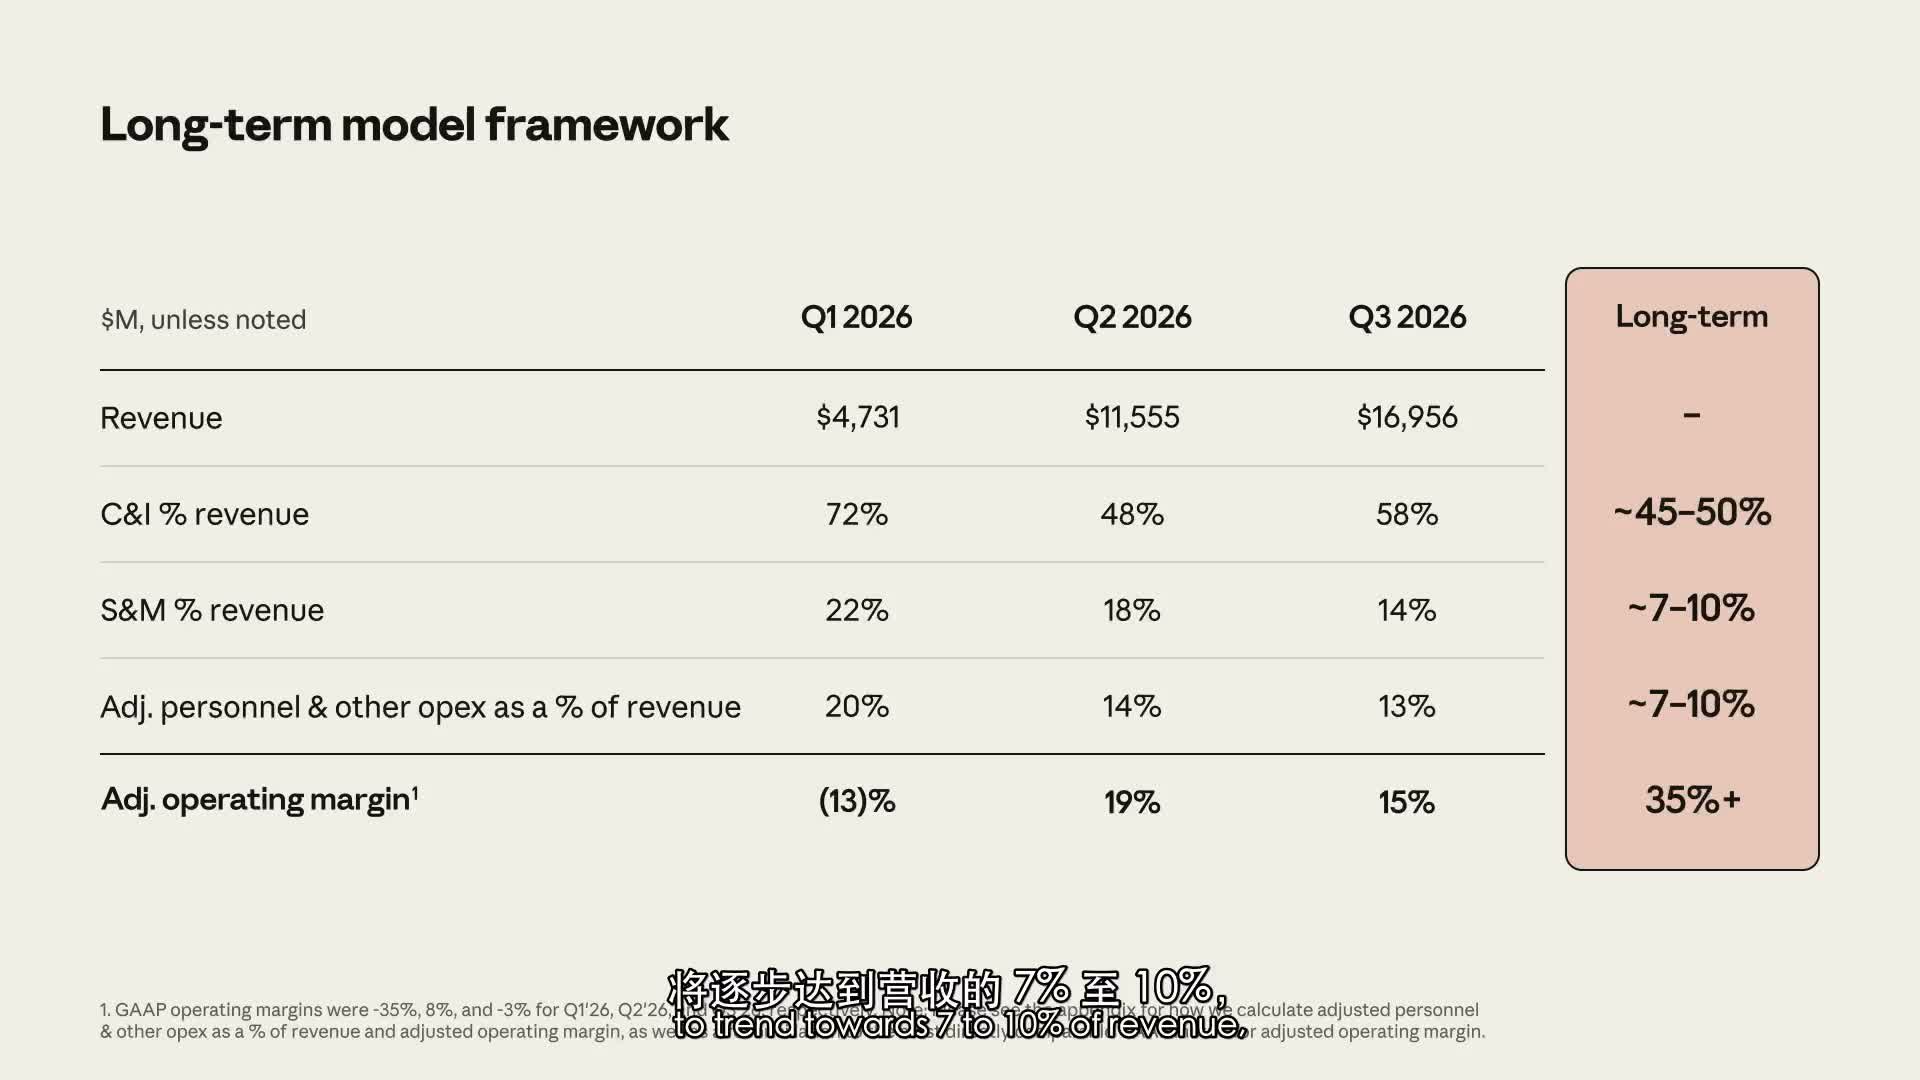 Long-term model framework
$M, unless noted Q1 2026 Q2 2026 Q3 2026 Long-term
Revenue $4,731 $11,555 $16,956 –
C&I % revenue 72% 48% 58% ~45–50%
S&M % revenue 22% 18% 14% ~7–10%
Adj. personnel & other opex as a % of revenue 20% 14% 13% ~7–10%
Adj. operating margin¹ (13)% 19% 15% 35%+
将逐步达到营收的 7% 至 10%,
1. GAAP operating margins were -35%, 8%, and -3% for Q1'26, Q2'26, for how we calculate adjusted personnel
to trend towards 7 to 10% of revenue,
& other opex as a % of revenue and adjusted operating margin, as adjusted operating margin.